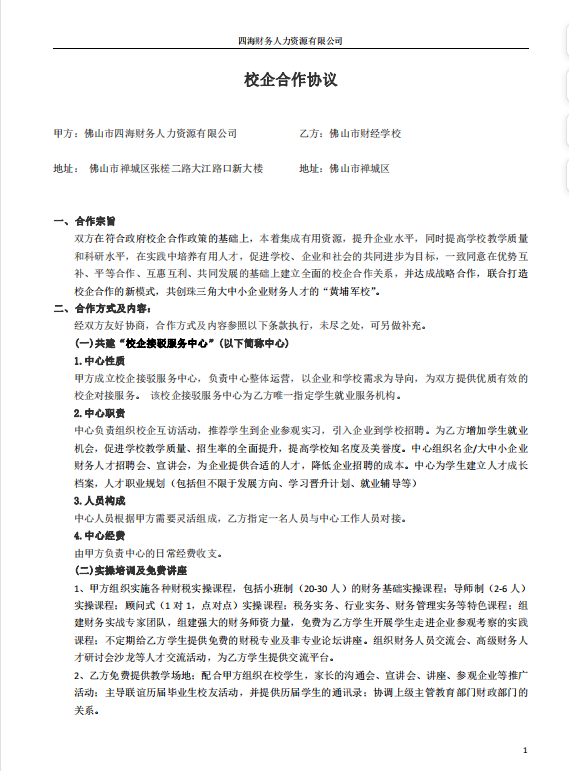 四海财务人力资源有限公司
校企合作协议
甲方：佛山市四海财务人力资源有限公司 乙方：佛山市财经学校
地址： 佛山市禅城区张槎二路大江路口新大楼 地址：佛山市禅城区
一、合作宗旨
双方在符合政府校企合作政策的基础上，本着集成有用资源，提升企业水平，同时提高学校教学质量
和科研水平，在实践中培养有用人才，促进学校、企业和社会的共同进步为目标，一致同意在优势互
补、平等合作、互惠互利、共同发展的基础上建立全面的校企合作关系，并达成战略合作，联合打造
校企合作的新模式，共创珠三角大中小企业财务人才的“黄埔军校”。
二、合作方式及内容：
经双方友好协商，合作方式及内容参照以下条款执行，未尽之处，可另做补充。
(一)共建“校企接驳服务中心”(以下简称中心)
1.中心性质
甲方成立校企接驳服务中心，负责中心整体运营，以企业和学校需求为导向，为双方提供优质有效的
校企对接服务。 该校企接驳服务中心为乙方唯一指定学生就业服务机构。
2.中心职责
中心负责组织校企互访活动，推荐学生到企业参观实习，引入企业到学校招聘。为乙方增加学生就业
机会，促进学校教学质量、招生率的全面提升，提高学校知名度及美誉度。中心组织名企/大中小企业
财务人才招聘会、宣讲会，为企业提供合适的人才，降低企业招聘的成本。中心为学生建立人才成长
档案，人才职业规划（包括但不限于发展方向、学习晋升计划、就业辅导等）
3.人员构成
中心人员根据甲方需要灵活组成，乙方指定一名人员与中心工作人员对接。
4.中心经费
由甲方负责中心的日常经费收支。
(二)实操培训及免费讲座
1、甲方组织实施各种财税实操课程，包括小班制（20-30 人）的财务基础实操课程；导师制（2-6 人）
实操课程；顾问式（1 对 1，点对点）实操课程；税务实务、行业实务、财务管理实务等特色课程；组
建财务实战专家团队，组建强大的财务师资力量，免费为乙方学生开展学生走进企业参观考察的实践
课程；不定期给乙方学生提供免费的财税专业及非专业论坛讲座。组织财务人员交流会、高级财务人
才研讨会沙龙等人才交流活动，为乙方学生提供交流平台。
2、乙方免费提供教学场地；配合甲方组织在校学生，家长的沟通会、宣讲会、讲座、参观企业等推广
活动；主导联谊历届毕业生校友活动，并提供历届学生的通讯录；协调上级主管教育部门财政部门的
关系。
1